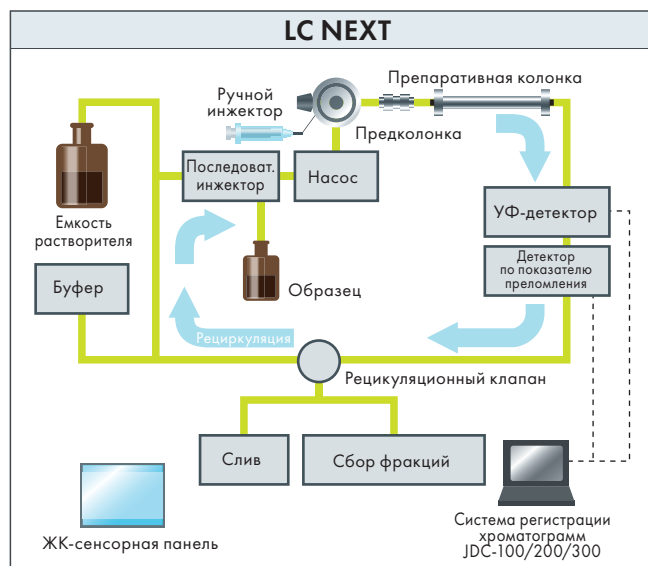 LC NEXT
Препаративная колонка
Ручной
инжектор
Предколонка
Последоват.
инжектор
Насос
Емкость
растворителя
УФ-детектор
Детектор
по показателю
преломления
Буфер
Образец
Рециркуляция
Рецикуляционный клапан
Слив
Сбор фракций
ЖК-сенсорная панель
Система регистрации
хроматограмм
JDC-100/200/300